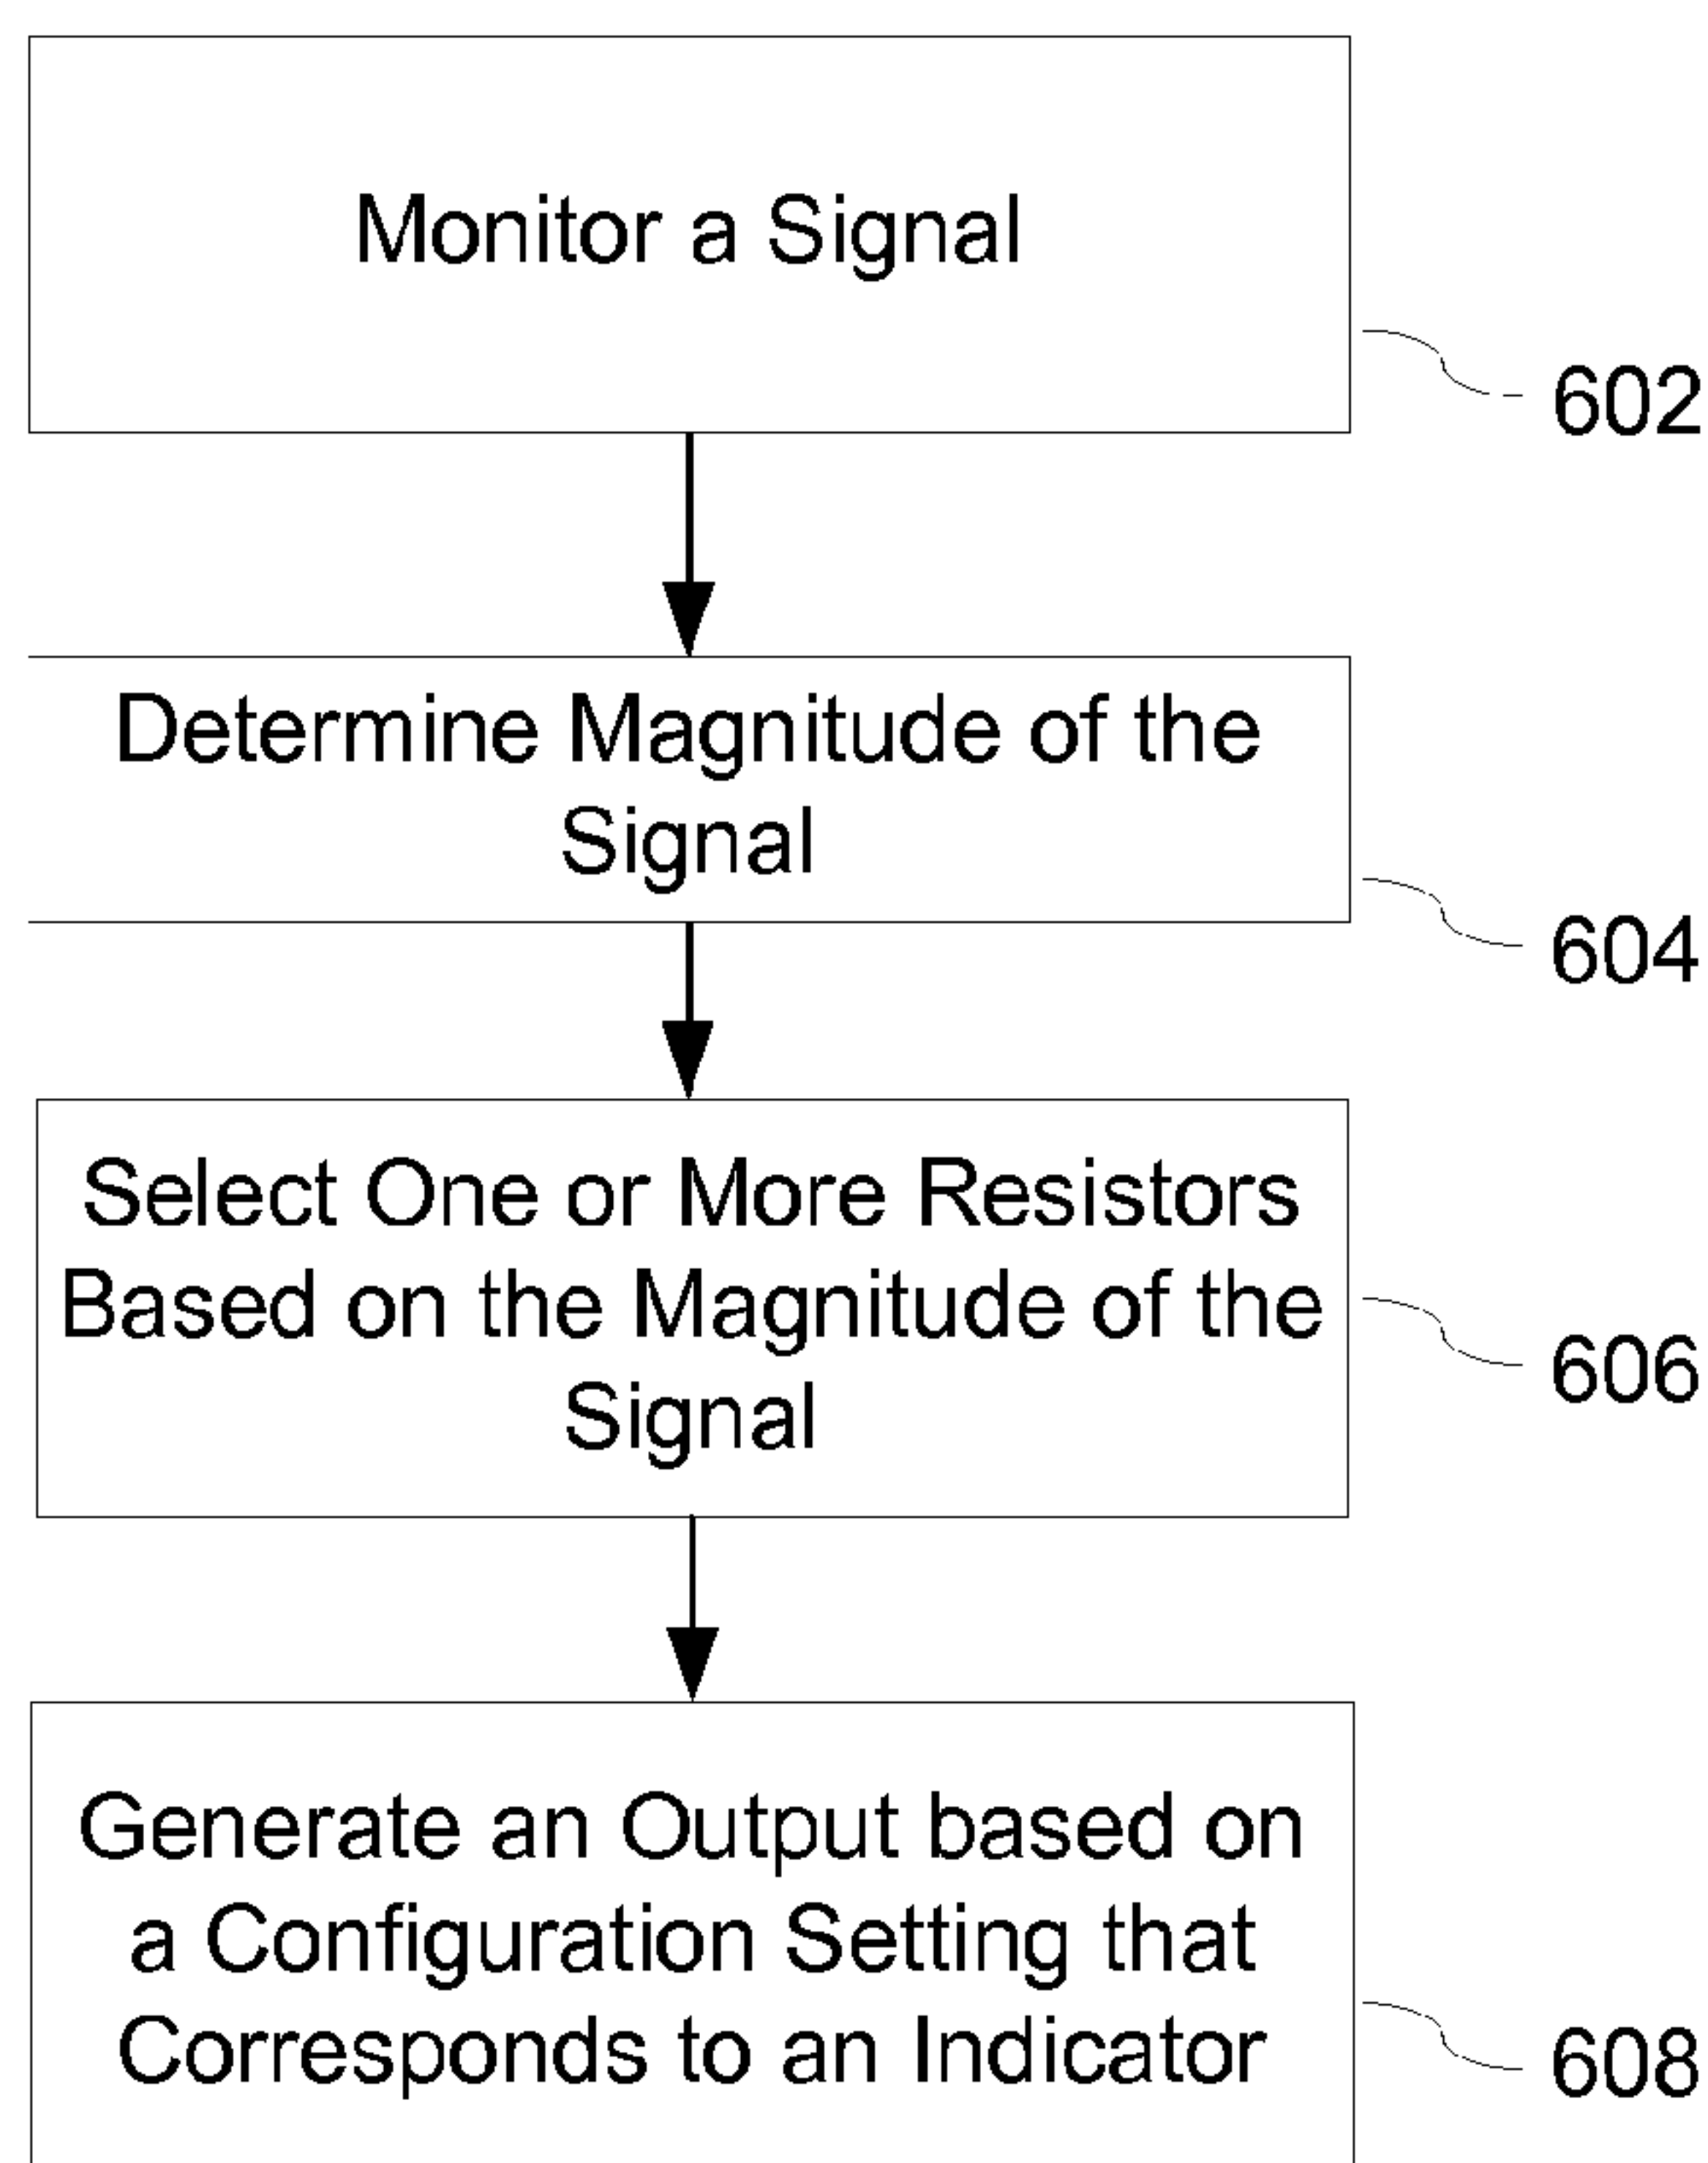 Monitor a Signal
602
Determine Magnitude of the
Signal
604
Select One or More Resistors
Based on the Magnitude of the
Signal
606
Generate an Output based on
a Configuration Setting that
Corresponds to an Indicator
608